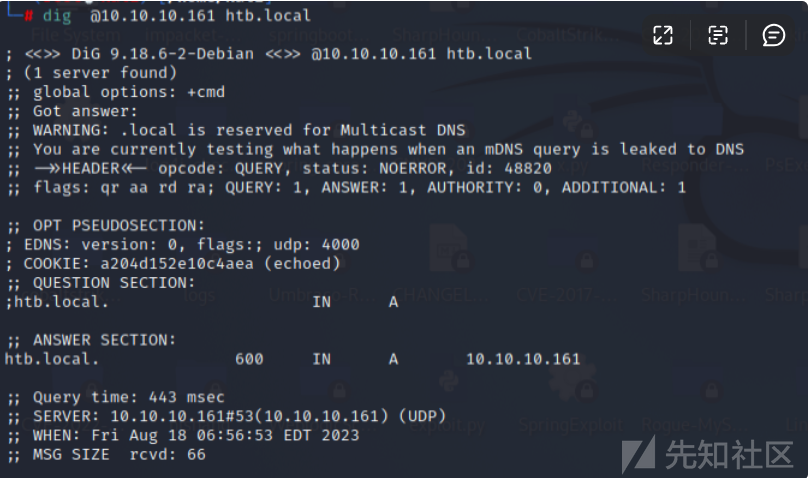 # dig @10.10.10.161 htb.local
; <<>> DiG 9.18.6-2-Debian <<>> @10.10.10.161 htb.local
; (1 server found)
;; global options: +cmd
;; Got answer:
;; WARNING: .local is reserved for Multicast DNS
;; You are currently testing what happens when an mDNS query is leaked to DNS
;; ->>HEADER<<- opcode: QUERY, status: NOERROR, id: 48820
;; flags: qr aa rd ra; QUERY: 1, ANSWER: 1, AUTHORITY: 0, ADDITIONAL: 1
;; OPT PSEUDOSECTION:
; EDNS: version: 0, flags:; udp: 4000
; COOKIE: a204d152e10c4aea (echoed)
;; QUESTION SECTION:
;htb.local. IN A
;; ANSWER SECTION:
htb.local. 600 IN A 10.10.10.161
;; Query time: 443 msec
;; SERVER: 10.10.10.161#53(10.10.10.161) (UDP)
;; WHEN: Fri Aug 18 06:56:53 EDT 2023
;; MSG SIZE rcvd: 66
先知社区